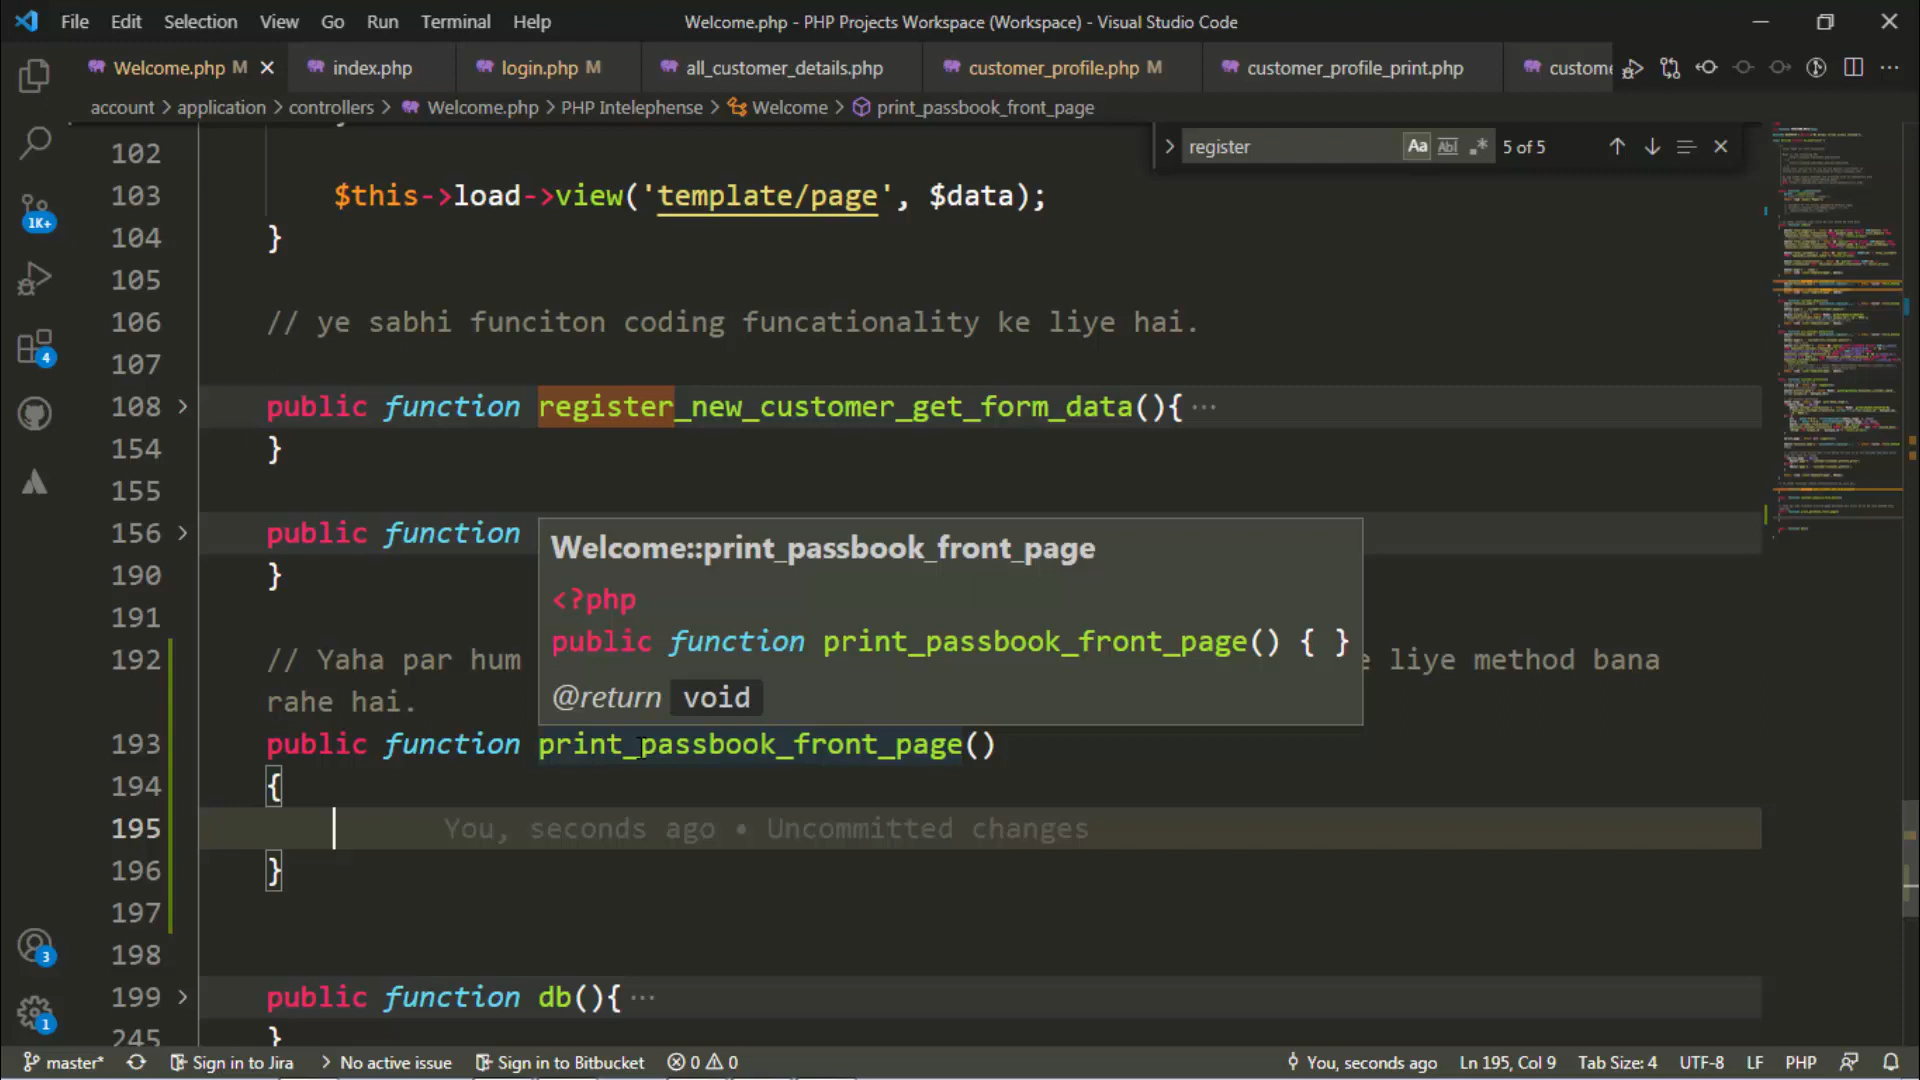 File Edit Selection View Go Run Terminal Help Welcome.php - PHP Projects Workspace (Workspace) - Visual Studio Code
Welcome.php M index.php login.php M all_customer_details.php customer_profile.php M customer_profile_print.php custome
account > application > controllers > Welcome.php > PHP Intelephense > Welcome > print_passbook_front_page
register Aa Abl .* 5 of 5
102
103 $this->load->view('template/page', $data);
104 }
105
106 // ye sabhi funciton coding funcationality ke liye hai.
107
108 public function register_new_customer_get_form_data(){ ···
154 }
155
156 public function
190 }
191
Welcome::print_passbook_front_page
<?php
public function print_passbook_front_page() { }
@return void
192 // Yaha par hum e liye method bana
rahe hai.
193 public function print_passbook_front_page()
194 {
195 You, seconds ago • Uncommitted changes
196 }
197
198
199 public function db(){ ···
245 }
1K+
4
3
1
master* Sign in to Jira No active issue Sign in to Bitbucket 0 0 You, seconds ago Ln 195, Col 9 Tab Size: 4 UTF-8 LF PHP